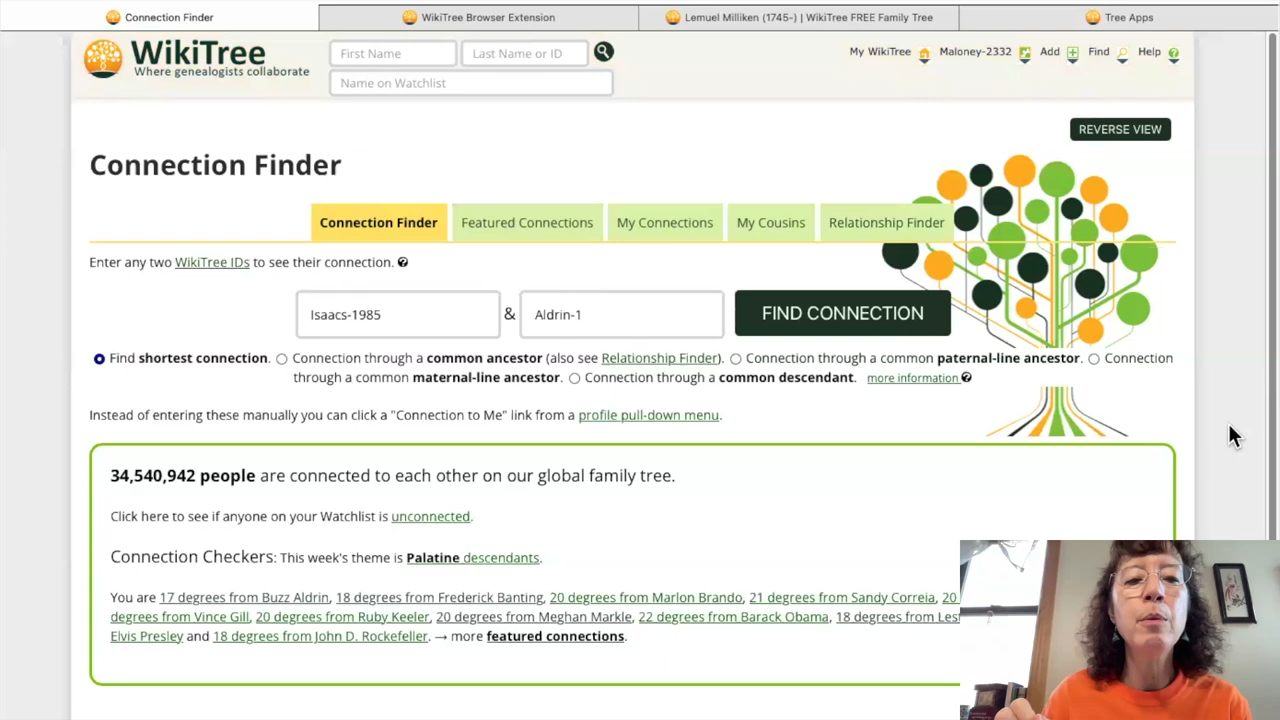 Connection Finder
WikiTree Browser Extension
Lemuel Milliken (1745-) | WikiTree FREE Family Tree
Tree Apps
WikiTree
Where genealogists collaborate
First Name
Last Name or ID
Name on Watchlist
My WikiTree
Maloney-2332
Add
Find
Help
REVERSE VIEW
Connection Finder
Connection Finder
Featured Connections
My Connections
My Cousins
Relationship Finder
Enter any two WikiTree IDs to see their connection.
Isaacs-1985 & Aldrin-1
FIND CONNECTION
Find shortest connection. Connection through a common ancestor (also see Relationship Finder). Connection through a common paternal-line ancestor. Connection
through a common maternal-line ancestor. Connection through a common descendant. more information
Instead of entering these manually you can click a "Connection to Me" link from a profile pull-down menu.
34,540,942 people are connected to each other on our global family tree.
Click here to see if anyone on your Watchlist is unconnected.
Connection Checkers: This week's theme is Palatine descendants.
You are 17 degrees from Buzz Aldrin, 18 degrees from Frederick Banting, 20 degrees from Marlon Brando, 21 degrees from Sandy Correia, 20
degrees from Vince Gill, 20 degrees from Ruby Keeler, 20 degrees from Meghan Markle, 22 degrees from Barack Obama, 18 degrees from
Elvis Presley and 18 degrees from John D. Rockefeller. → more featured connections.